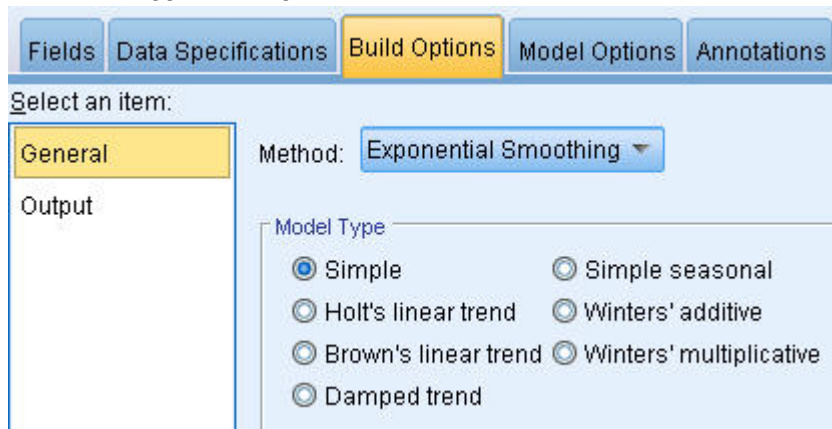 Fields Data Specifications Build Options Model Options Annotations
Select an item:
General
Output
Method: Exponential Smoothing
Model Type
Simple
Simple seasonal
Holt's linear trend
Winters' additive
Brown's linear trend
Winters' multiplicative
Damped trend